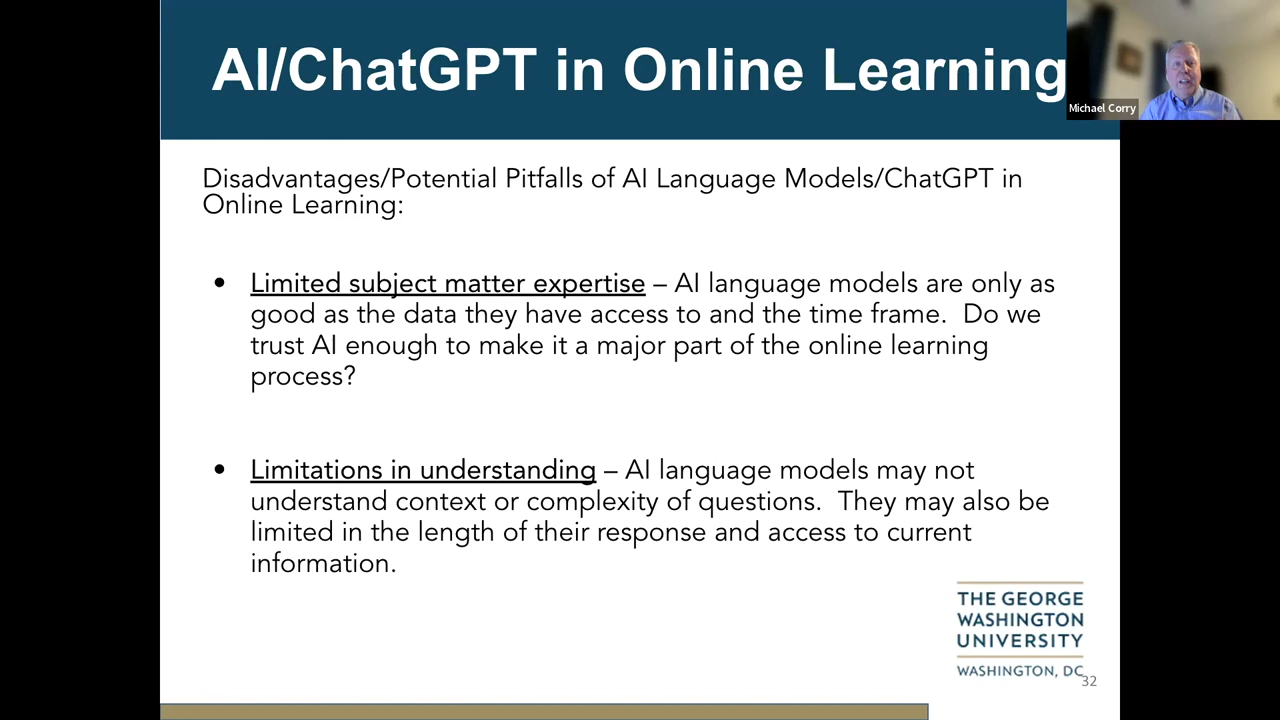 AI/ChatGPT in Online Learning
Michael Corry
Disadvantages/Potential Pitfalls of AI Language Models/ChatGPT in
Online Learning:
• Limited subject matter expertise – AI language models are only as
good as the data they have access to and the time frame.  Do we
trust AI enough to make it a major part of the online learning
process?
• Limitations in understanding – AI language models may not
understand context or complexity of questions.  They may also be
limited in the length of their response and access to current
information.
THE GEORGE
WASHINGTON
UNIVERSITY
WASHINGTON, DC
32